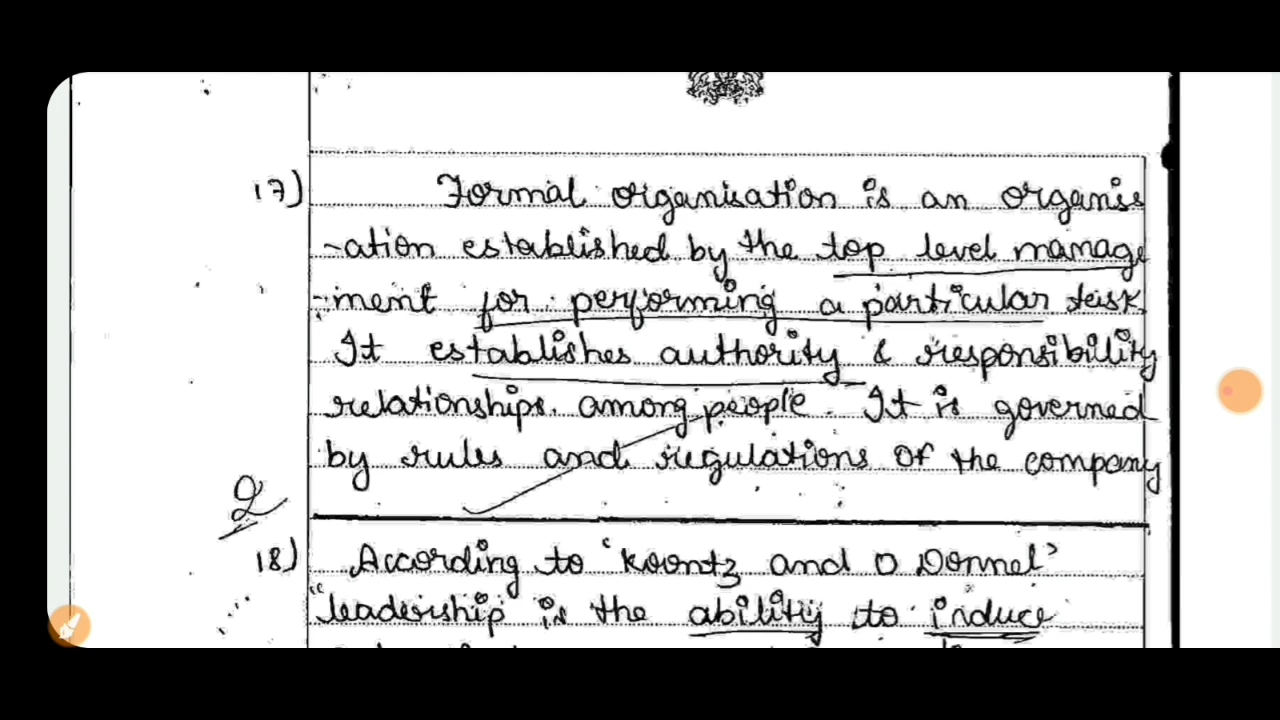 17) Formal organisation is an organis
-ation established by the top level manage
-ment for performing a particular task
It establishes authority & responsibility
relationships among people. It is governed
by rules and regulations of the company
2
18) According to 'Koontz and O Donnel'
"leadership is the ability to induce